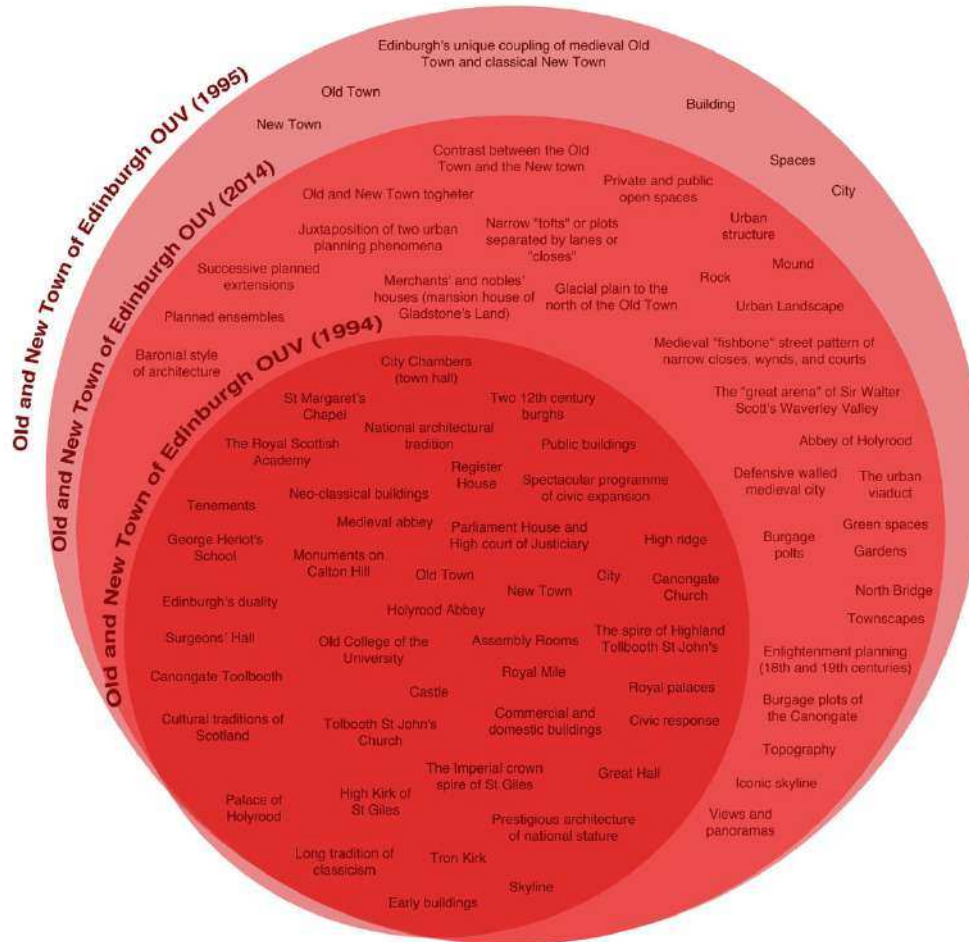 Old and New Town of Edinburgh OUV (1995)
Edinburgh's unique coupling of medieval Old
Town and classical New Town
Old Town
New Town
Building
Spaces
City
Old and New Town of Edinburgh OUV (2014)
Contrast between the Old
Town and the New town
Old and New Town togheter
Private and public
open spaces
Juxtaposition of two urban
planning phenomena
Narrow "tofts" or plots
separated by lanes or
"closes"
Urban
structure
Successive planned
exrtensions
Mound
Merchants' and nobles'
houses (mansion house of
Gladstone's Land)
Glacial plain to the
north of the Old Town
Rock
Urban Landscape
Planned ensembles
Baronial style
of architecture
Medieval "fishbone" street pattern of
narrow closes, wynds, and courts
The "great arena" of Sir Walter
Scott's Waverley Valley
Abbey of Holyrood
Defensive walled
medieval city
The urban
viaduct
Green spaces
Burgage
polts
Gardens
North Bridge
Townscapes
Enlightenment planning
(18th and 19th centuries)
Burgage plots of
the Canongate
Topography
Iconic skyline
Views and
panoramas
Old and New Town of Edinburgh OUV (1994)
City Chambers
(town hall)
St Margaret's
Chapel
Two 12th century
burghs
National architectural
tradition
The Royal Scottish
Academy
Public buildings
Register
House
Neo-classical buildings
Spectacular programme
of civic expansion
Tenements
Medieval abbey
Parliament House and
High court of Justiciary
George Heriot's
School
High ridge
Monuments on
Calton Hill
Old Town
City
New Town
Canongate
Church
Edinburgh's duality
Holyrood Abbey
Surgeons' Hall
Old College of the
University
Assembly Rooms
The spire of Highland
Tollbooth St John's
Canongate Toolbooth
Royal Mile
Castle
Royal palaces
Cultural traditions of
Scotland
Tolbooth St John's
Church
Commercial and
domestic buildings
Civic response
The Imperial crown
spire of St Giles
Great Hall
Palace of
Holyrood
High Kirk of
St Giles
Prestigious architecture
of national stature
Long tradition of
classicism
Tron Kirk
Skyline
Early buildings